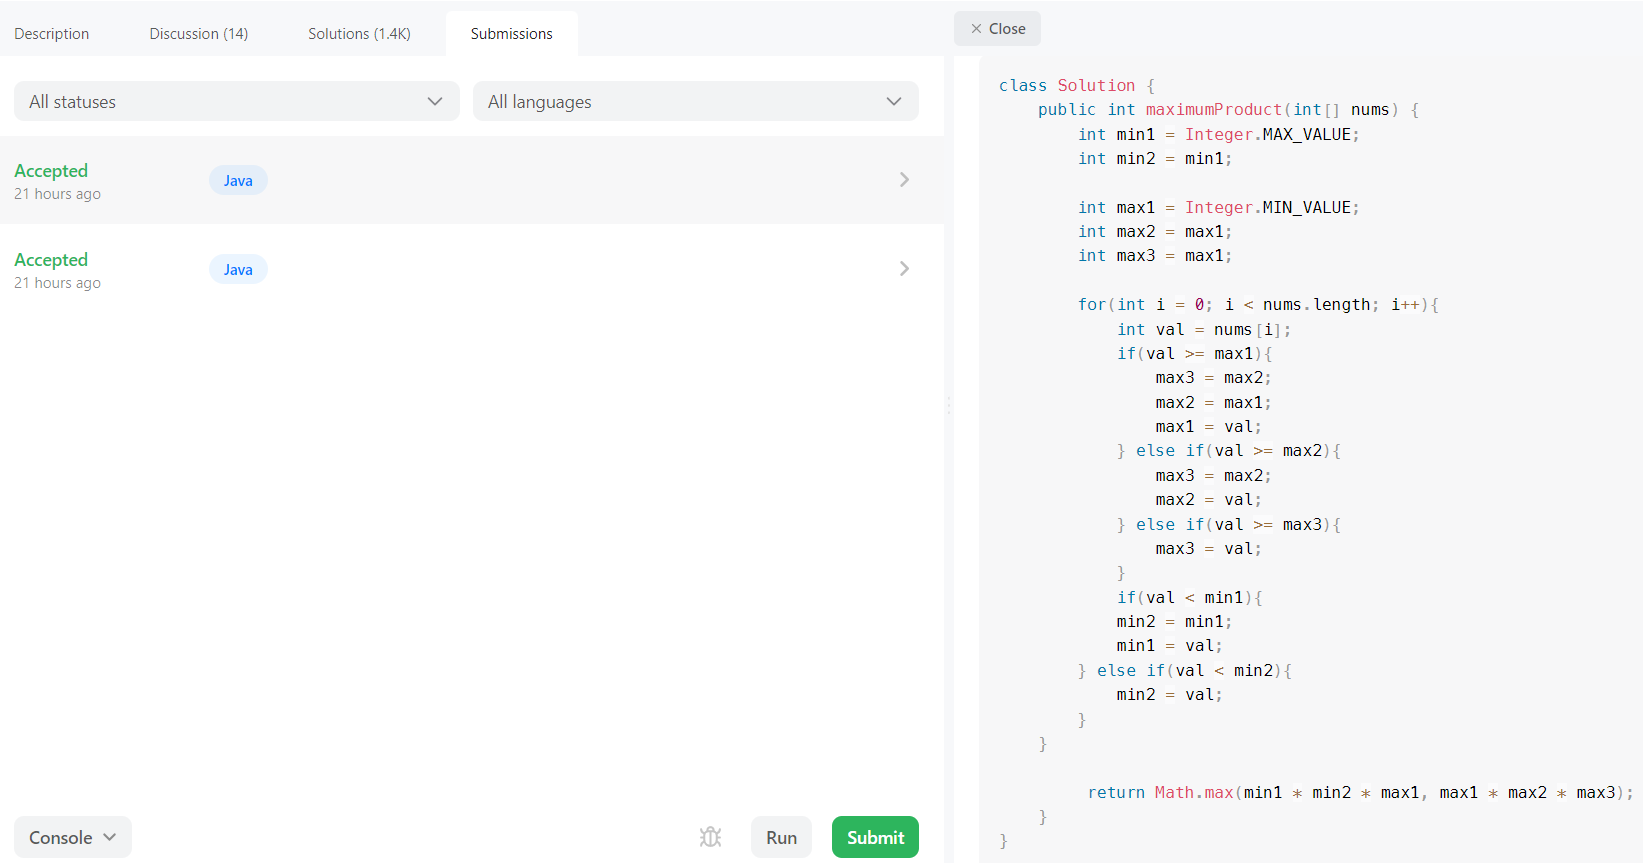 Description Discussion (14) Solutions (1.4K) Submissions
All statuses All languages
Accepted
21 hours ago
Java
Accepted
21 hours ago
Java
Console Run Submit
Close
class Solution {
    public int maximumProduct(int[] nums) {
        int min1 = Integer.MAX_VALUE;
        int min2 = min1;

        int max1 = Integer.MIN_VALUE;
        int max2 = max1;
        int max3 = max1;

        for(int i = 0; i < nums.length; i++){
            int val = nums[i];
            if(val >= max1){
                max3 = max2;
                max2 = max1;
                max1 = val;
            } else if(val >= max2){
                max3 = max2;
                max2 = val;
            } else if(val >= max3){
                max3 = val;
            }
            if(val < min1){
            min2 = min1;
            min1 = val;
        } else if(val < min2){
            min2 = val;
        }
    }

         return Math.max(min1 * min2 * max1, max1 * max2 * max3);
    }
}